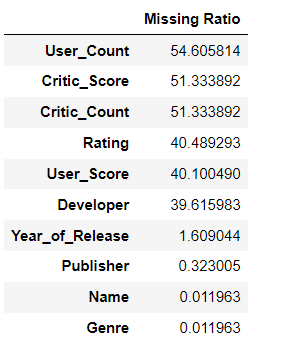 Missing Ratio
User_Count 54.605814
Critic_Score 51.333892
Critic_Count 51.333892
Rating 40.489293
User_Score 40.100490
Developer 39.615983
Year_of_Release 1.609044
Publisher 0.323005
Name 0.011963
Genre 0.011963